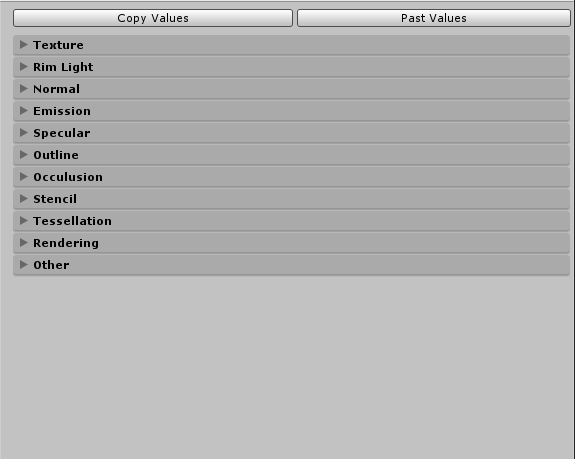 Copy Values
Past Values
Texture
Rim Light
Normal
Emission
Specular
Outline
Occulusion
Stencil
Tessellation
Rendering
Other